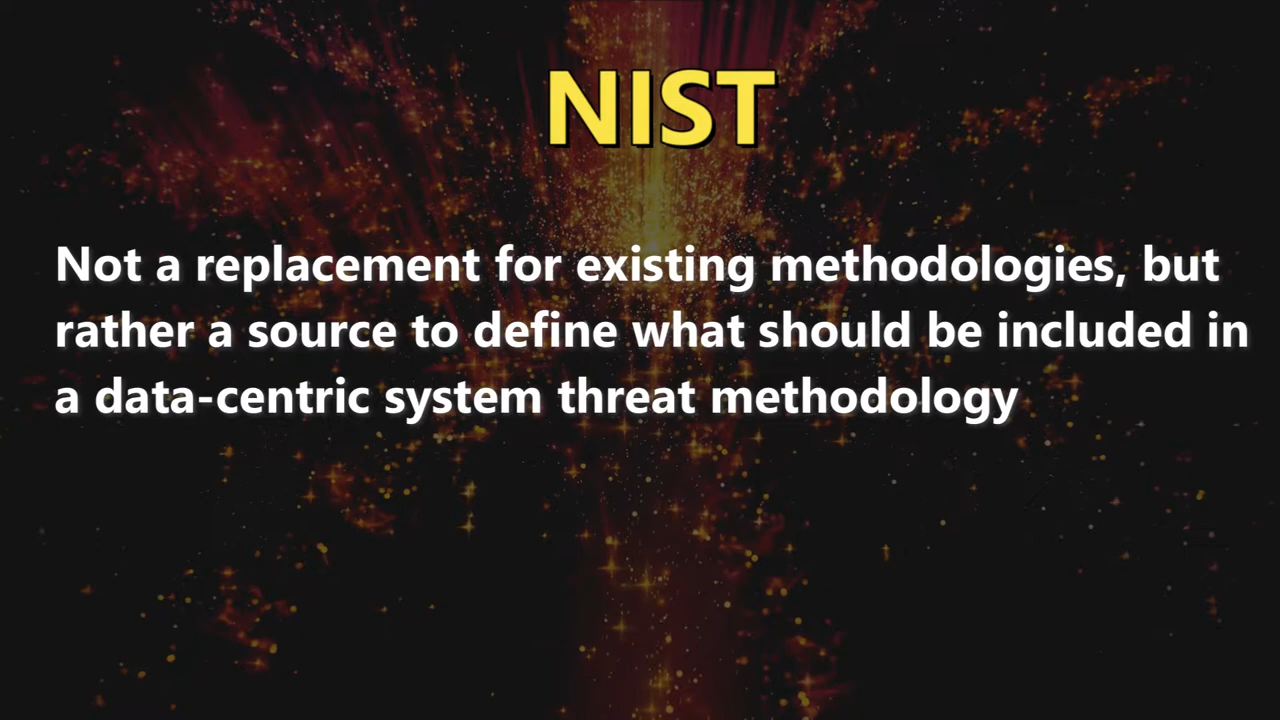 NIST
Not a replacement for existing methodologies, but
rather a source to define what should be included in
a data-centric system threat methodology